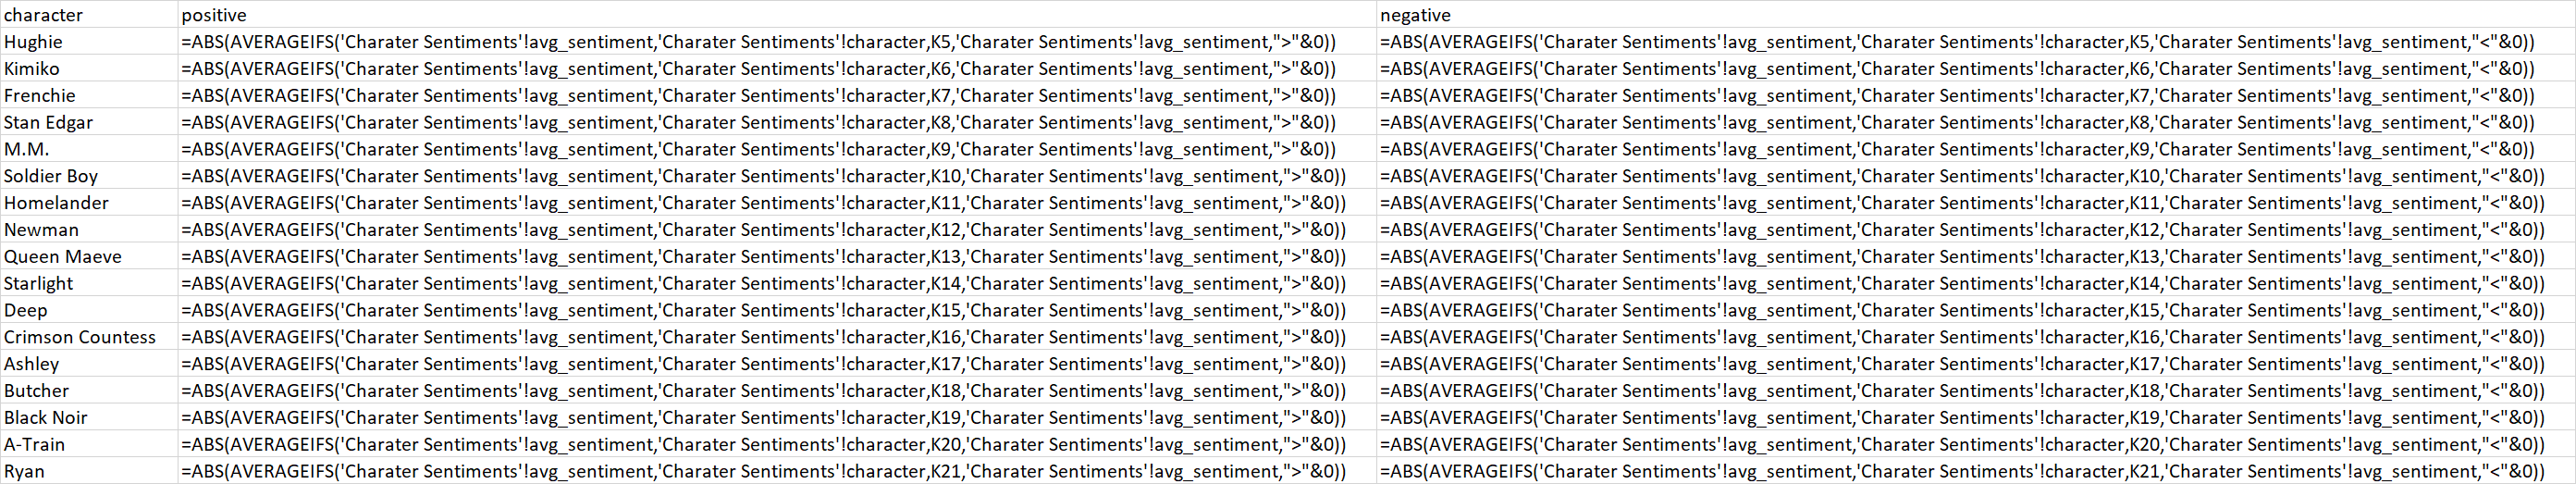 character positive negative
Hughie =ABS(AVERAGEIFS('Charater Sentiments'!avg_sentiment,'Charater Sentiments'!character,K5,'Charater Sentiments'!avg_sentiment,">"&0)) =ABS(AVERAGEIFS('Charater Sentiments'!avg_sentiment,'Charater Sentiments'!character,K5,'Charater Sentiments'!avg_sentiment,"<"&0))
Kimiko =ABS(AVERAGEIFS('Charater Sentiments'!avg_sentiment,'Charater Sentiments'!character,K6,'Charater Sentiments'!avg_sentiment,">"&0)) =ABS(AVERAGEIFS('Charater Sentiments'!avg_sentiment,'Charater Sentiments'!character,K6,'Charater Sentiments'!avg_sentiment,"<"&0))
Frenchie =ABS(AVERAGEIFS('Charater Sentiments'!avg_sentiment,'Charater Sentiments'!character,K7,'Charater Sentiments'!avg_sentiment,">"&0)) =ABS(AVERAGEIFS('Charater Sentiments'!avg_sentiment,'Charater Sentiments'!character,K7,'Charater Sentiments'!avg_sentiment,"<"&0))
Stan Edgar =ABS(AVERAGEIFS('Charater Sentiments'!avg_sentiment,'Charater Sentiments'!character,K8,'Charater Sentiments'!avg_sentiment,">"&0)) =ABS(AVERAGEIFS('Charater Sentiments'!avg_sentiment,'Charater Sentiments'!character,K8,'Charater Sentiments'!avg_sentiment,"<"&0))
M.M. =ABS(AVERAGEIFS('Charater Sentiments'!avg_sentiment,'Charater Sentiments'!character,K9,'Charater Sentiments'!avg_sentiment,">"&0)) =ABS(AVERAGEIFS('Charater Sentiments'!avg_sentiment,'Charater Sentiments'!character,K9,'Charater Sentiments'!avg_sentiment,"<"&0))
Soldier Boy =ABS(AVERAGEIFS('Charater Sentiments'!avg_sentiment,'Charater Sentiments'!character,K10,'Charater Sentiments'!avg_sentiment,">"&0)) =ABS(AVERAGEIFS('Charater Sentiments'!avg_sentiment,'Charater Sentiments'!character,K10,'Charater Sentiments'!avg_sentiment,"<"&0))
Homelander =ABS(AVERAGEIFS('Charater Sentiments'!avg_sentiment,'Charater Sentiments'!character,K11,'Charater Sentiments'!avg_sentiment,">"&0)) =ABS(AVERAGEIFS('Charater Sentiments'!avg_sentiment,'Charater Sentiments'!character,K11,'Charater Sentiments'!avg_sentiment,"<"&0))
Newman =ABS(AVERAGEIFS('Charater Sentiments'!avg_sentiment,'Charater Sentiments'!character,K12,'Charater Sentiments'!avg_sentiment,">"&0)) =ABS(AVERAGEIFS('Charater Sentiments'!avg_sentiment,'Charater Sentiments'!character,K12,'Charater Sentiments'!avg_sentiment,"<"&0))
Queen Maeve =ABS(AVERAGEIFS('Charater Sentiments'!avg_sentiment,'Charater Sentiments'!character,K13,'Charater Sentiments'!avg_sentiment,">"&0)) =ABS(AVERAGEIFS('Charater Sentiments'!avg_sentiment,'Charater Sentiments'!character,K13,'Charater Sentiments'!avg_sentiment,"<"&0))
Starlight =ABS(AVERAGEIFS('Charater Sentiments'!avg_sentiment,'Charater Sentiments'!character,K14,'Charater Sentiments'!avg_sentiment,">"&0)) =ABS(AVERAGEIFS('Charater Sentiments'!avg_sentiment,'Charater Sentiments'!character,K14,'Charater Sentiments'!avg_sentiment,"<"&0))
Deep =ABS(AVERAGEIFS('Charater Sentiments'!avg_sentiment,'Charater Sentiments'!character,K15,'Charater Sentiments'!avg_sentiment,">"&0)) =ABS(AVERAGEIFS('Charater Sentiments'!avg_sentiment,'Charater Sentiments'!character,K15,'Charater Sentiments'!avg_sentiment,"<"&0))
Crimson Countess =ABS(AVERAGEIFS('Charater Sentiments'!avg_sentiment,'Charater Sentiments'!character,K16,'Charater Sentiments'!avg_sentiment,">"&0)) =ABS(AVERAGEIFS('Charater Sentiments'!avg_sentiment,'Charater Sentiments'!character,K16,'Charater Sentiments'!avg_sentiment,"<"&0))
Ashley =ABS(AVERAGEIFS('Charater Sentiments'!avg_sentiment,'Charater Sentiments'!character,K17,'Charater Sentiments'!avg_sentiment,">"&0)) =ABS(AVERAGEIFS('Charater Sentiments'!avg_sentiment,'Charater Sentiments'!character,K17,'Charater Sentiments'!avg_sentiment,"<"&0))
Butcher =ABS(AVERAGEIFS('Charater Sentiments'!avg_sentiment,'Charater Sentiments'!character,K18,'Charater Sentiments'!avg_sentiment,">"&0)) =ABS(AVERAGEIFS('Charater Sentiments'!avg_sentiment,'Charater Sentiments'!character,K18,'Charater Sentiments'!avg_sentiment,"<"&0))
Black Noir =ABS(AVERAGEIFS('Charater Sentiments'!avg_sentiment,'Charater Sentiments'!character,K19,'Charater Sentiments'!avg_sentiment,">"&0)) =ABS(AVERAGEIFS('Charater Sentiments'!avg_sentiment,'Charater Sentiments'!character,K19,'Charater Sentiments'!avg_sentiment,"<"&0))
A-Train =ABS(AVERAGEIFS('Charater Sentiments'!avg_sentiment,'Charater Sentiments'!character,K20,'Charater Sentiments'!avg_sentiment,">"&0)) =ABS(AVERAGEIFS('Charater Sentiments'!avg_sentiment,'Charater Sentiments'!character,K20,'Charater Sentiments'!avg_sentiment,"<"&0))
Ryan =ABS(AVERAGEIFS('Charater Sentiments'!avg_sentiment,'Charater Sentiments'!character,K21,'Charater Sentiments'!avg_sentiment,">"&0)) =ABS(AVERAGEIFS('Charater Sentiments'!avg_sentiment,'Charater Sentiments'!character,K21,'Charater Sentiments'!avg_sentiment,"<"&0))